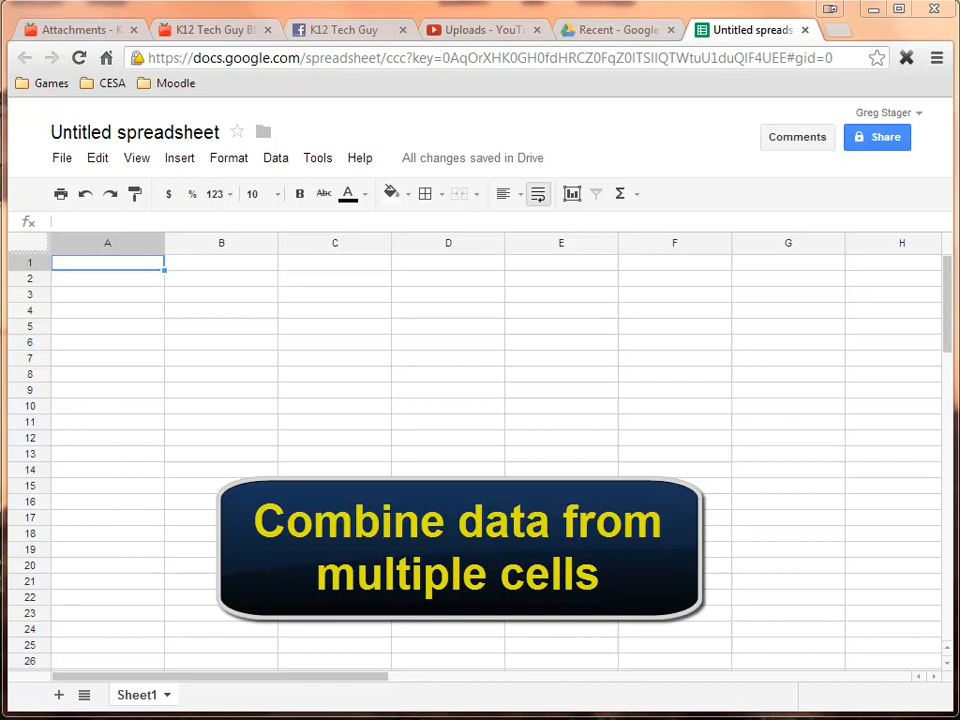 Attachments - K
K12 Tech Guy Bl
K12 Tech Guy
Uploads - YouTu
Recent - Google
Untitled spreads
https://docs.google.com/spreadsheet/ccc?key=0AqOrXHK0GH0fdHRCZ0FqZ0lTSllQTWtuU1duQlF4UEE#gid=0
Games
CESA
Moodle
Greg Stager
Untitled spreadsheet
Comments
Share
File Edit View Insert Format Data Tools Help All changes saved in Drive
$ % 123 10 B Abc A Σ
fx
A B C D E F G H
1
2
3
4
5
6
7
8
9
10
11
12
13
14
15
16
17
18
19
20
21
22
23
24
25
26
Combine data from
multiple cells
Sheet1